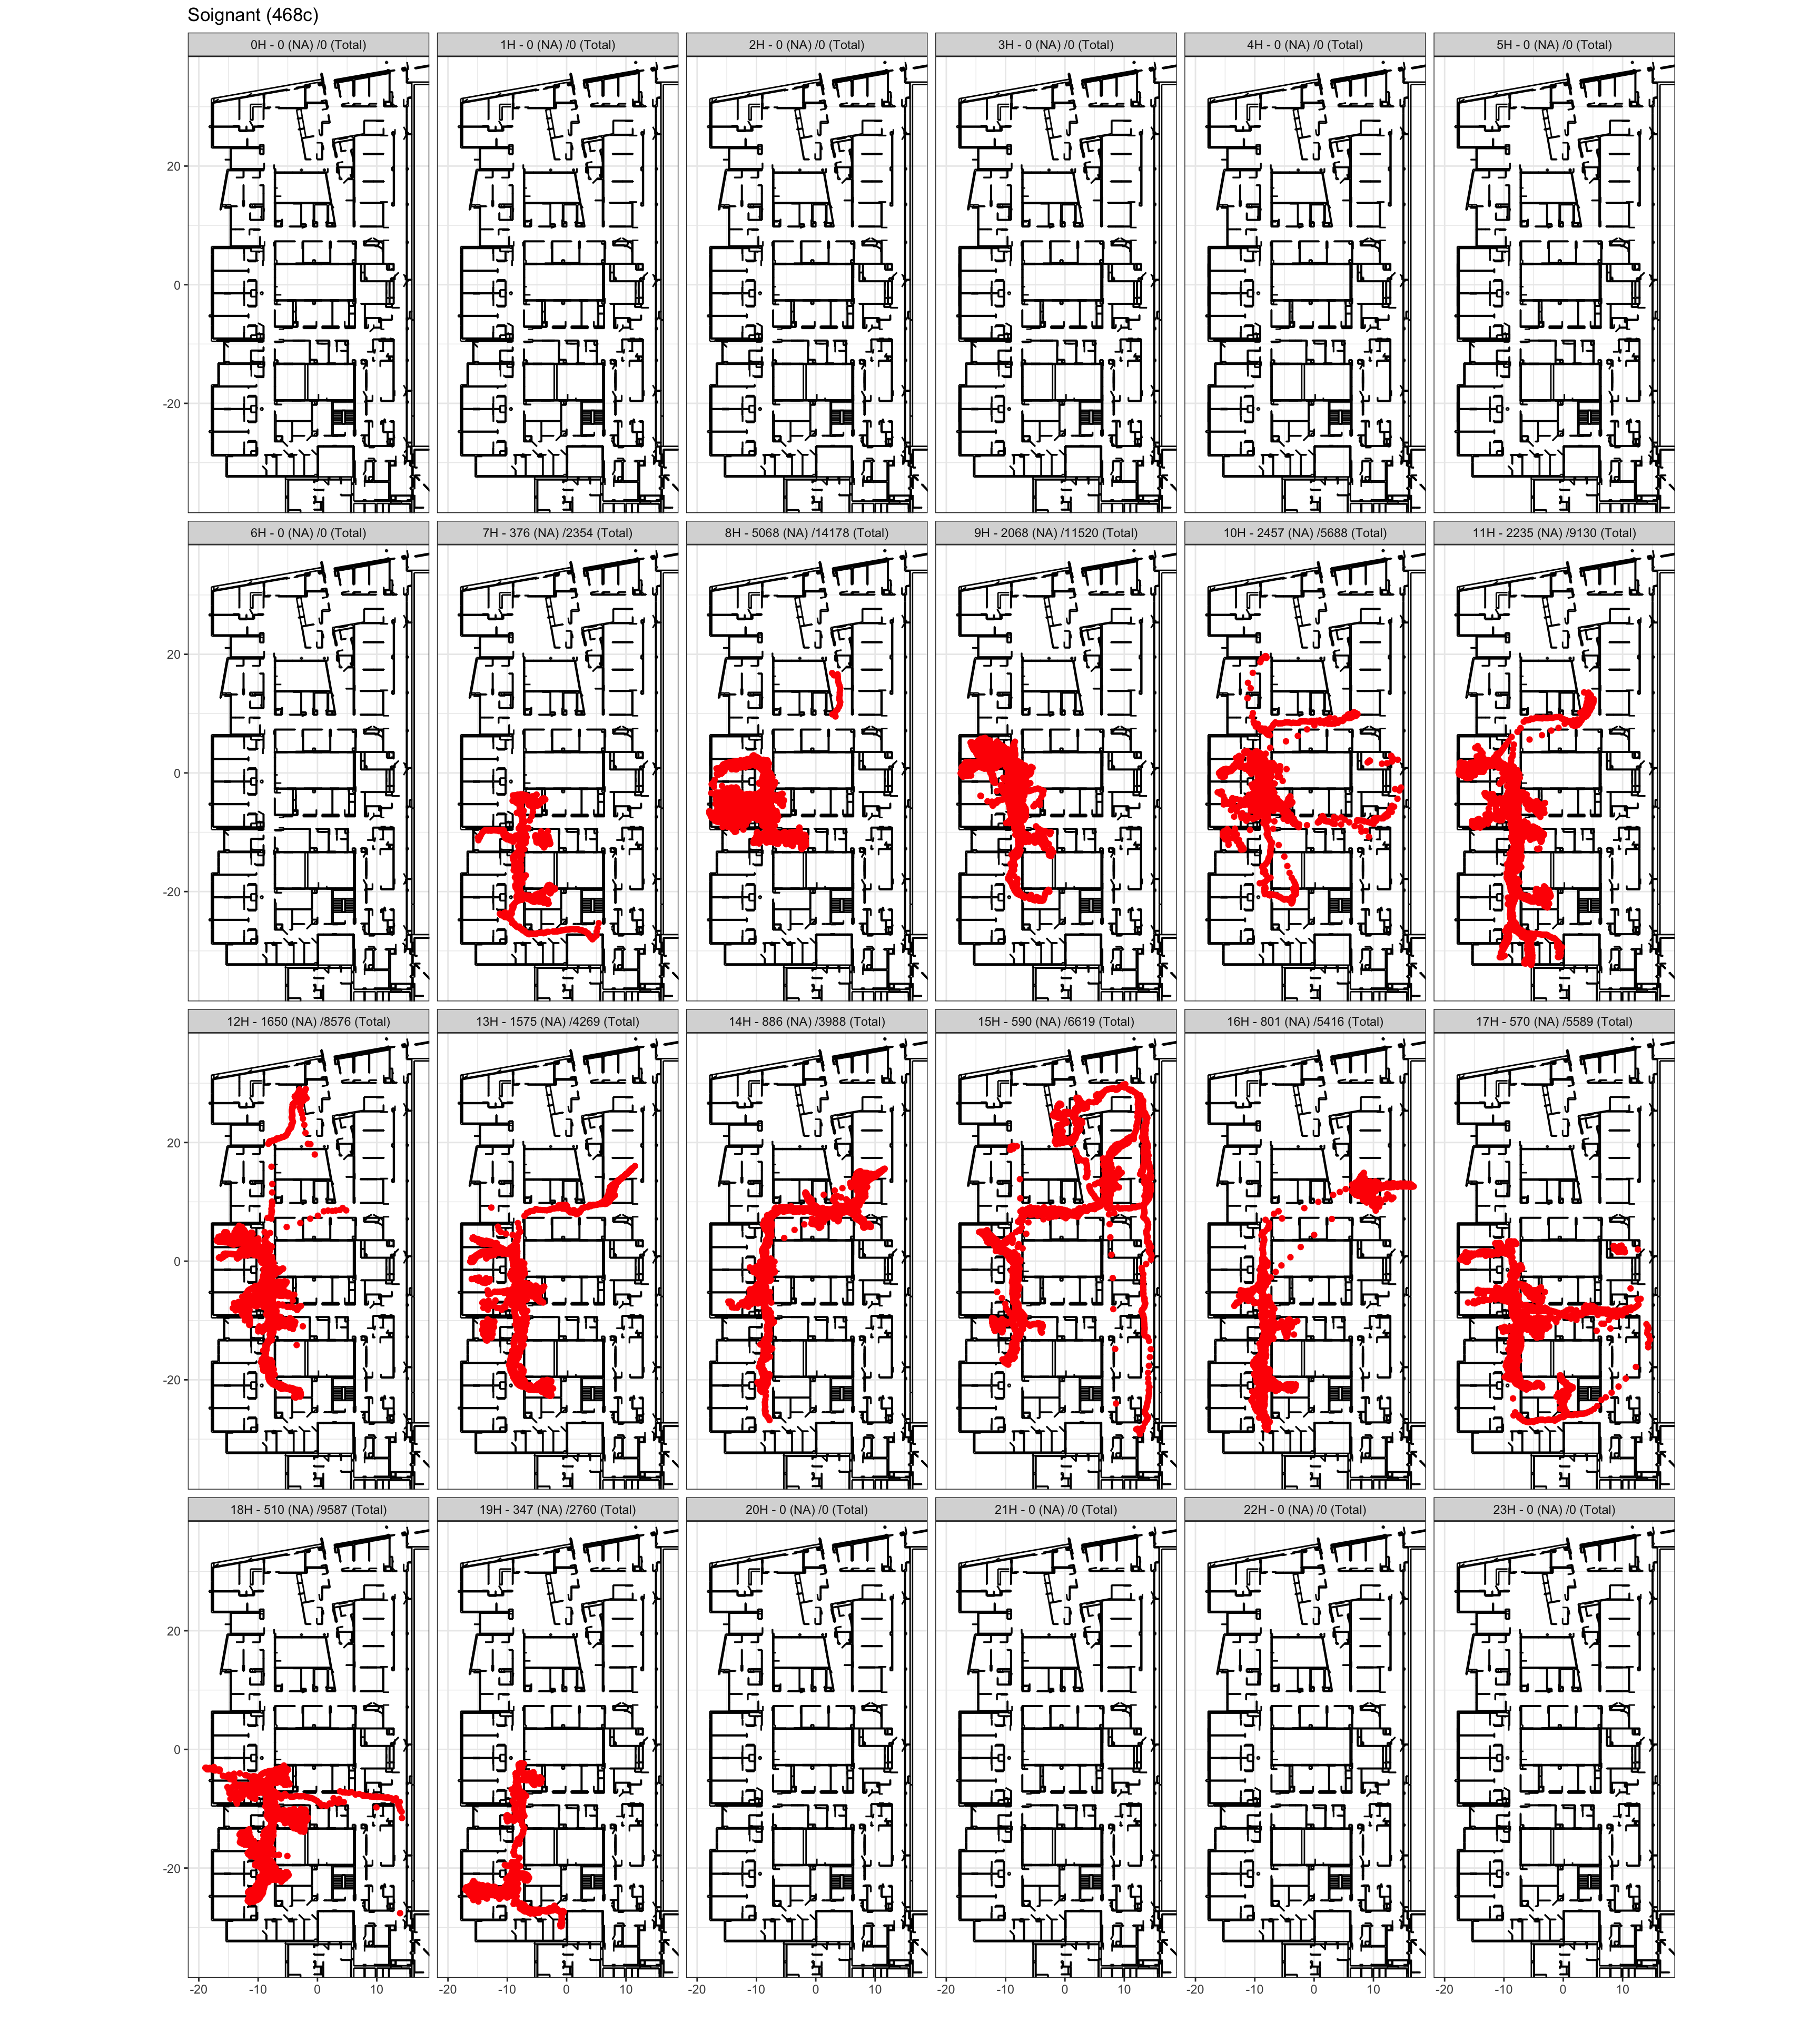 Soignant (468c)
0H - 0 (NA) /0 (Total) 1H - 0 (NA) /0 (Total) 2H - 0 (NA) /0 (Total) 3H - 0 (NA) /0 (Total) 4H - 0 (NA) /0 (Total) 5H - 0 (NA) /0 (Total)
20
0
-20
6H - 0 (NA) /0 (Total) 7H - 376 (NA) /2354 (Total) 8H - 5068 (NA) /14178 (Total) 9H - 2068 (NA) /11520 (Total) 10H - 2457 (NA) /5688 (Total) 11H - 2235 (NA) /9130 (Total)
20
0
-20
12H - 1650 (NA) /8576 (Total) 13H - 1575 (NA) /4269 (Total) 14H - 886 (NA) /3988 (Total) 15H - 590 (NA) /6619 (Total) 16H - 801 (NA) /5416 (Total) 17H - 570 (NA) /5589 (Total)
20
0
-20
18H - 510 (NA) /9587 (Total) 19H - 347 (NA) /2760 (Total) 20H - 0 (NA) /0 (Total) 21H - 0 (NA) /0 (Total) 22H - 0 (NA) /0 (Total) 23H - 0 (NA) /0 (Total)
20
0
-20
-20 -10 0 10 -20 -10 0 10 -20 -10 0 10 -20 -10 0 10 -20 -10 0 10 -20 -10 0 10